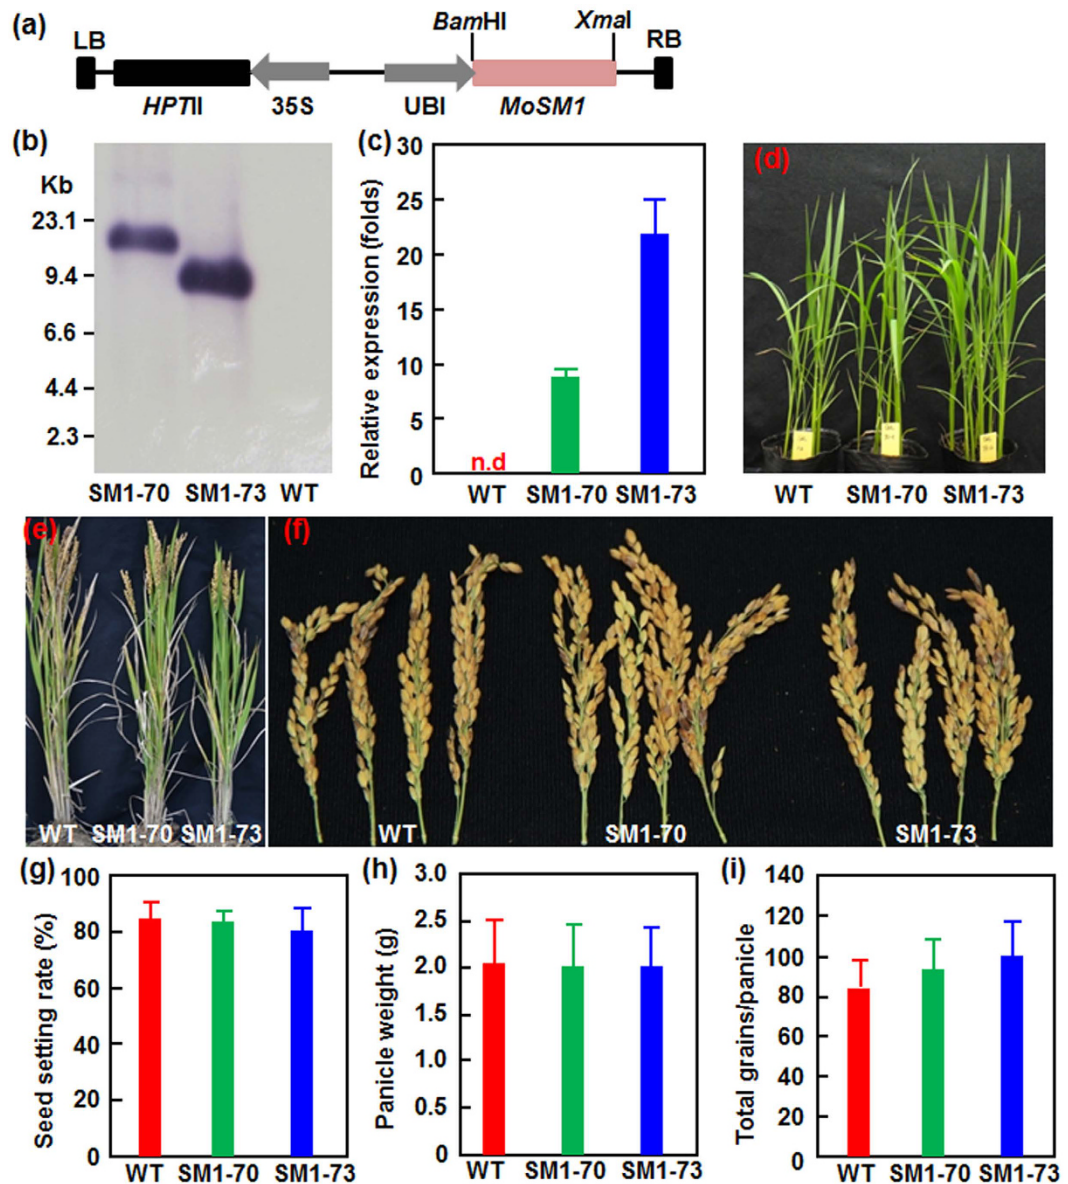 (a)
BamHI XmaI
LB RB
HPTII 35S UBI MoSM1
(b)
Kb
23.1
9.4
6.6
4.4
2.3
SM1-70 SM1-73 WT
(c)
Relative expression (folds)
30
25
20
15
10
5
0
n.d
WT SM1-70 SM1-73
(d)
WT SM1-70 SM1-73
(e)
WT SM1-70 SM1-73
(f)
WT SM1-70 SM1-73
(g)
Seed setting rate (%)
100
80
60
40
20
0
WT SM1-70 SM1-73
(h)
Panicle weight (g)
3.0
2.5
2.0
1.5
1.0
0.5
0
WT SM1-70 SM1-73
(i)
Total grains/panicle
140
120
100
80
60
40
20
0
WT SM1-70 SM1-73